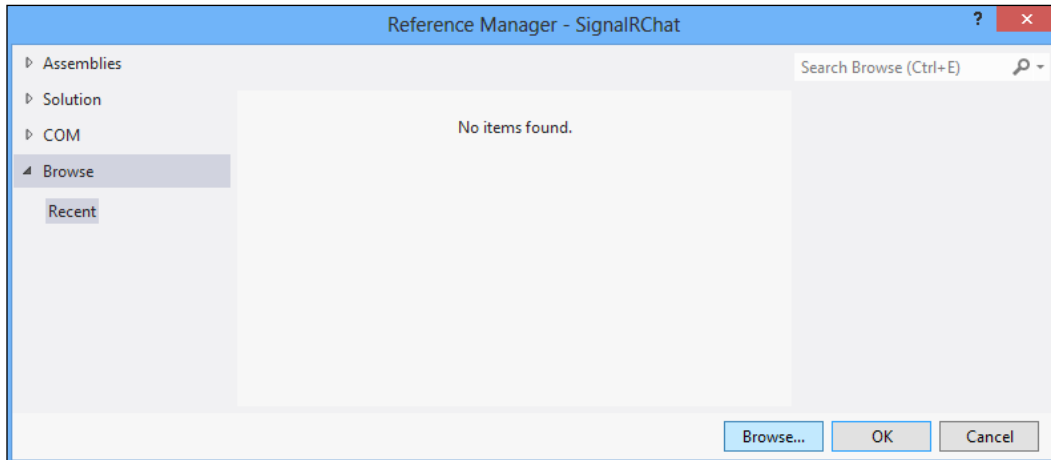 Reference Manager - SignalRChat
?
Assemblies
Search Browse (Ctrl+E)
Solution
COM
No items found.
Browse
Recent
Browse...
OK
Cancel